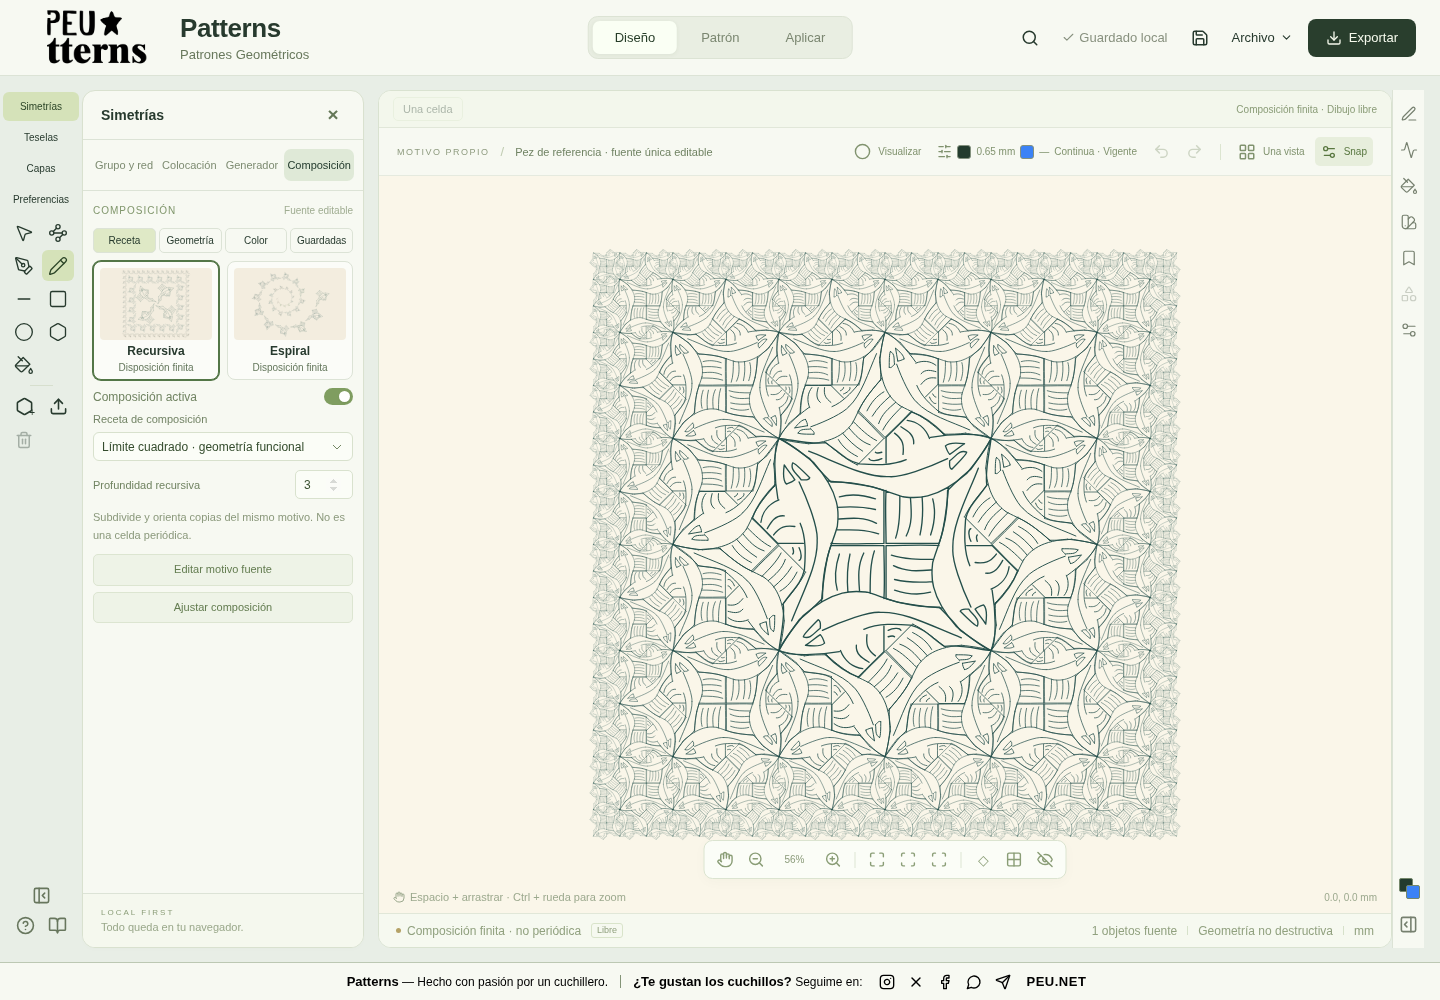 PEU★
tterns
Patterns
Patrones Geométricos
Diseño
Patrón
Aplicar
Guardado local
Archivo
Exportar
Simetrías
Teselas
Capas
Preferencias
Simetrías
Grupo y red
Colocación
Generador
Composición
COMPOSICIÓN
Fuente editable
Receta
Geometría
Color
Guardadas
Recursiva
Disposición finita
Espiral
Disposición finita
Composición activa
Receta de composición
Límite cuadrado · geometría funcional
Profundidad recursiva
3
Subdivide y orienta copias del mismo motivo. No es
una celda periódica.
Editar motivo fuente
Ajustar composición
LOCAL FIRST
Todo queda en tu navegador.
Una celda
Composición finita · Dibujo libre
MOTIVO PROPIO / Pez de referencia · fuente única editable
Visualizar
0.65 mm
— Continua · Vigente
Una vista
Snap
56%
Espacio + arrastrar · Ctrl + rueda para zoom
0.0, 0.0 mm
Composición finita · no periódica
Libre
1 objetos fuente
Geometría no destructiva
mm
Patterns — Hecho con pasión por un cuchillero.
¿Te gustan los cuchillos? Seguime en:
PEU.NET